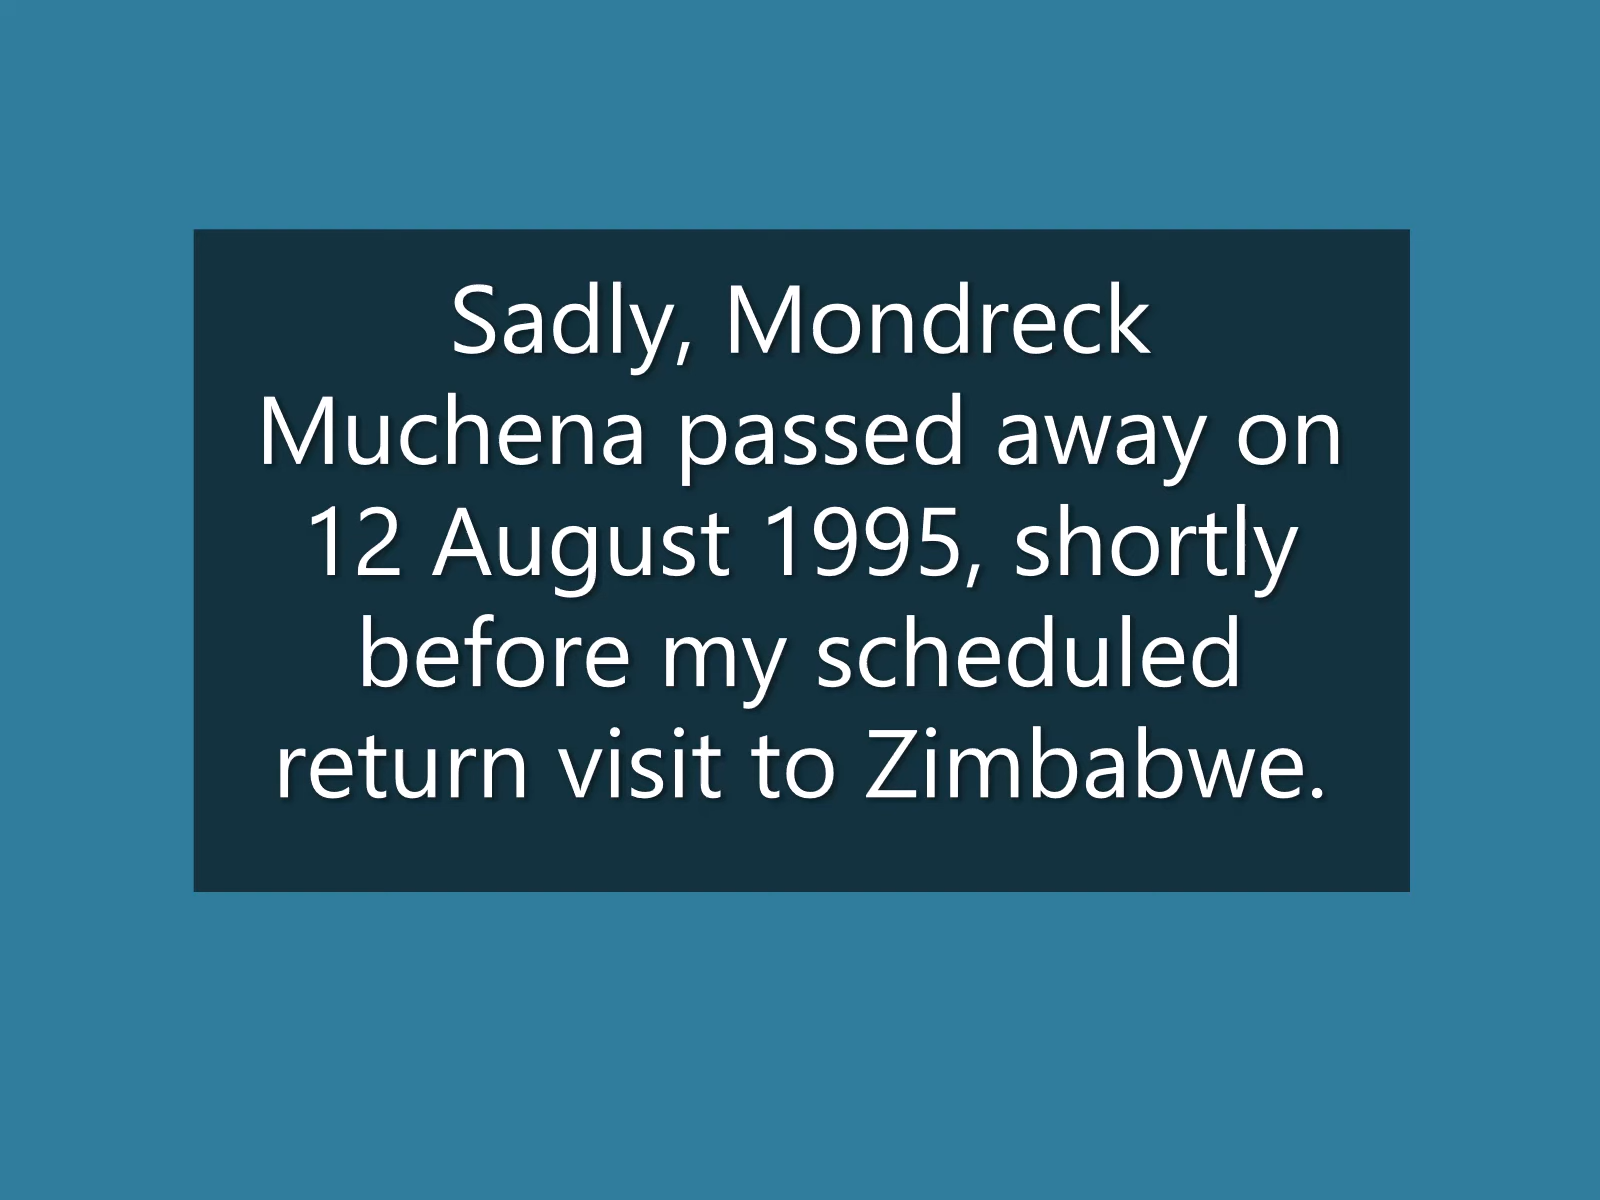 Sadly, Mondreck
Muchena passed away on
12 August 1995, shortly
before my scheduled
return visit to Zimbabwe.